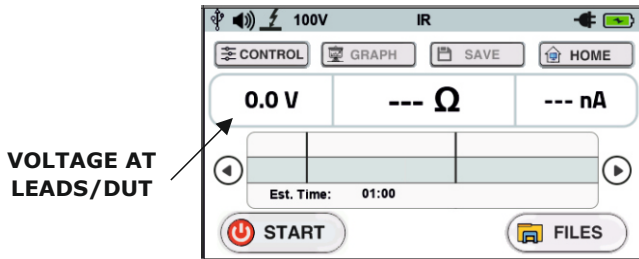 100V IR
CONTROL GRAPH SAVE HOME
0.0 V --- Ω --- nA
VOLTAGE AT
LEADS/DUT
Est. Time: 01:00
START FILES